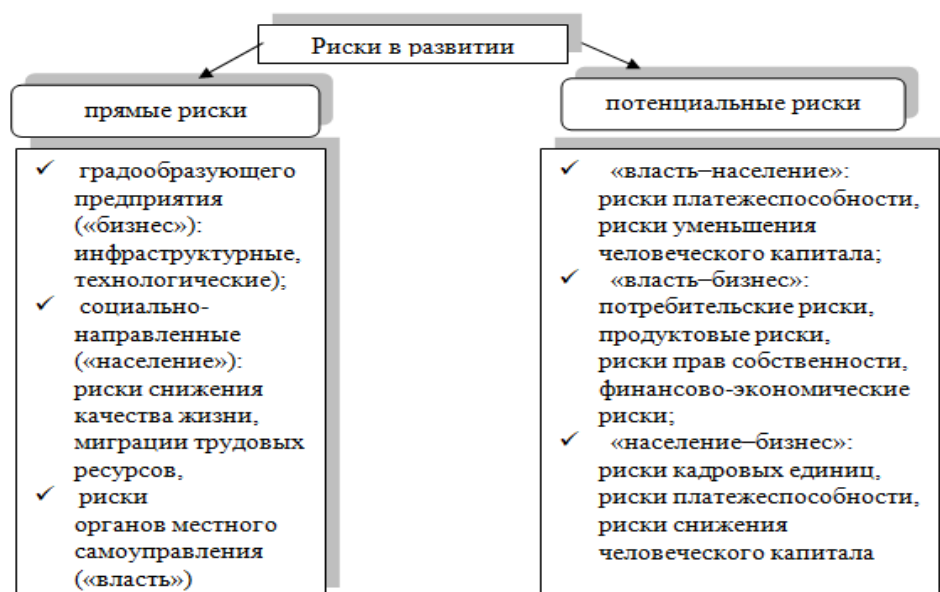 Риски в развитии
прямые риски
✓ градообразующего
предприятия
(«бизнес»):
инфраструктурные,
технологические);
✓ социально-
направленные
(«население»):
риски снижения
качества жизни,
миграции трудовых
ресурсов,
✓ риски
органов местного
самоуправления
(«власть»)
потенциальные риски
✓ «власть–население»:
риски платежеспособности,
риски уменьшения
человеческого капитала;
✓ «власть–бизнес»:
потребительские риски,
продуктовые риски,
риски прав собственности,
финансово-экономические
риски;
✓ «население–бизнес»:
риски кадровых единиц,
риски платежеспособности,
риски снижения
человеческого капитала